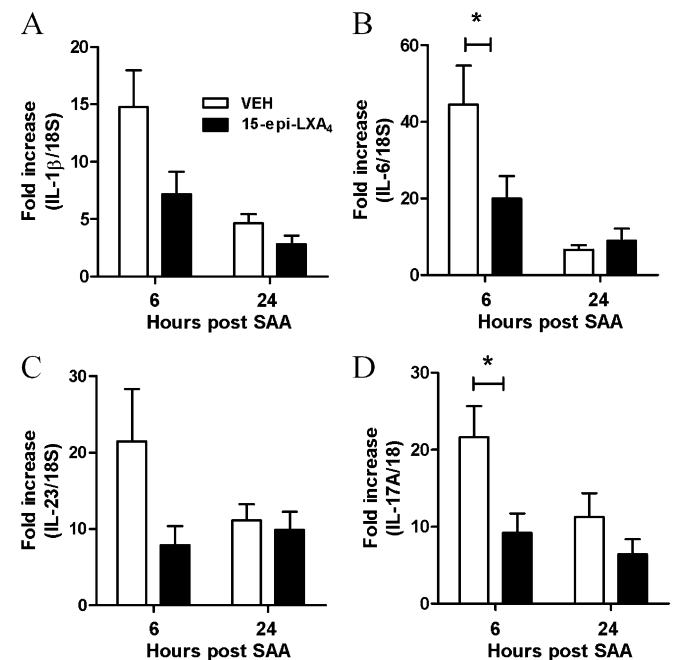 A
Fold increase
(IL-1β/18S)
20
15
10
5
0
VEH
15-epi-LXA4
6
24
Hours post SAA
B
Fold increase
(IL-6/18S)
60
40
20
0
*
6
24
Hours post SAA
C
Fold increase
(IL-23/18S)
30
20
10
0
6
24
Hours post SAA
D
Fold increase
(IL-17A/18)
30
20
10
0
*
6
24
Hours post SAA